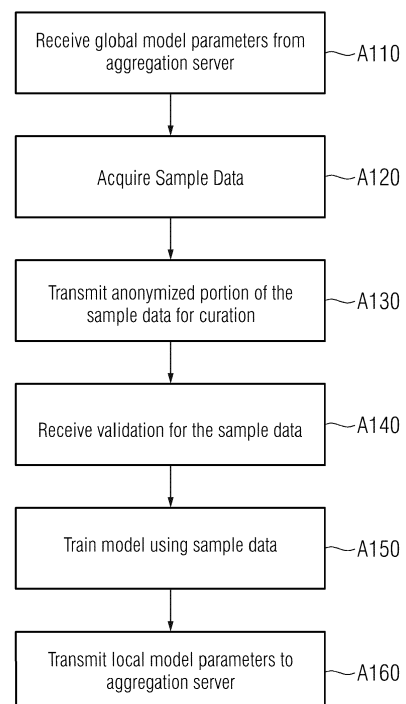 Receive global model parameters from
aggregation server
A110
Acquire Sample Data
A120
Transmit anonymized portion of the
sample data for curation
A130
Receive validation for the sample data
A140
Train model using sample data
A150
Transmit local model parameters to
aggregation server
A160